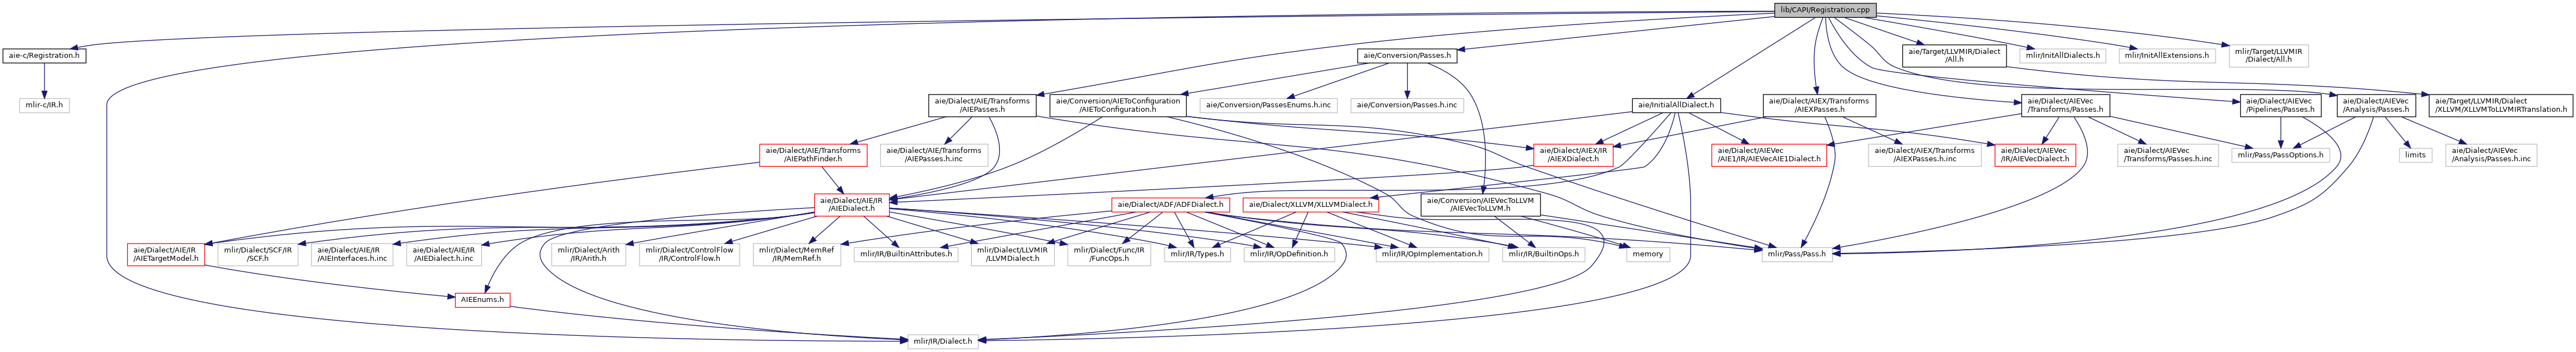 lib/CAPI/Registration.cpp
aie-c/Registration.h
aie/Conversion/Passes.h
aie/Target/LLVMIR/Dialect
/All.h
mlir/InitAllDialects.h
mlir/InitAllExtensions.h
mlir/Target/LLVMIR
/Dialect/All.h
mlir-c/IR.h
aie/Dialect/AIE/Transforms
/AIEPasses.h
aie/Conversion/AIEToConfiguration
/AIEToConfiguration.h
aie/Conversion/PassesEnums.h.inc
aie/Conversion/Passes.h.inc
aie/InitialAllDialect.h
aie/Dialect/AIEX/Transforms
/AIEXPasses.h
aie/Dialect/AIEVec
/Transforms/Passes.h
aie/Dialect/AIEVec
/Pipelines/Passes.h
aie/Dialect/AIEVec
/Analysis/Passes.h
aie/Target/LLVMIR/Dialect
/XLLVM/XLLVMToLLVMIRTranslation.h
aie/Dialect/AIE/Transforms
/AIEPathFinder.h
aie/Dialect/AIE/Transforms
/AIEPasses.h.inc
aie/Dialect/AIEX/IR
/AIEXDialect.h
aie/Dialect/AIEVec
/AIE1/IR/AIEVecAIE1Dialect.h
aie/Dialect/AIEX/Transforms
/AIEXPasses.h.inc
aie/Dialect/AIEVec
/IR/AIEVecDialect.h
aie/Dialect/AIEVec
/Transforms/Passes.h.inc
mlir/Pass/PassOptions.h
limits
aie/Dialect/AIEVec
/Analysis/Passes.h.inc
aie/Dialect/AIE/IR
/AIEDialect.h
aie/Dialect/ADF/ADFDialect.h
aie/Dialect/XLLVM/XLLVMDialect.h
aie/Conversion/AIEVecToLLVM
/AIEVecToLLVM.h
aie/Dialect/AIE/IR
/AIETargetModel.h
mlir/Dialect/SCF/IR
/SCF.h
aie/Dialect/AIE/IR
/AIEInterfaces.h.inc
aie/Dialect/AIE/IR
/AIEDialect.h.inc
mlir/Dialect/Arith
/IR/Arith.h
mlir/Dialect/ControlFlow
/IR/ControlFlow.h
mlir/Dialect/MemRef
/IR/MemRef.h
mlir/IR/BuiltinAttributes.h
mlir/Dialect/LLVMIR
/LLVMDialect.h
mlir/Dialect/Func/IR
/FuncOps.h
mlir/IR/Types.h
mlir/IR/OpDefinition.h
mlir/IR/OpImplementation.h
mlir/IR/BuiltinOps.h
memory
mlir/Pass/Pass.h
AIEEnums.h
mlir/IR/Dialect.h